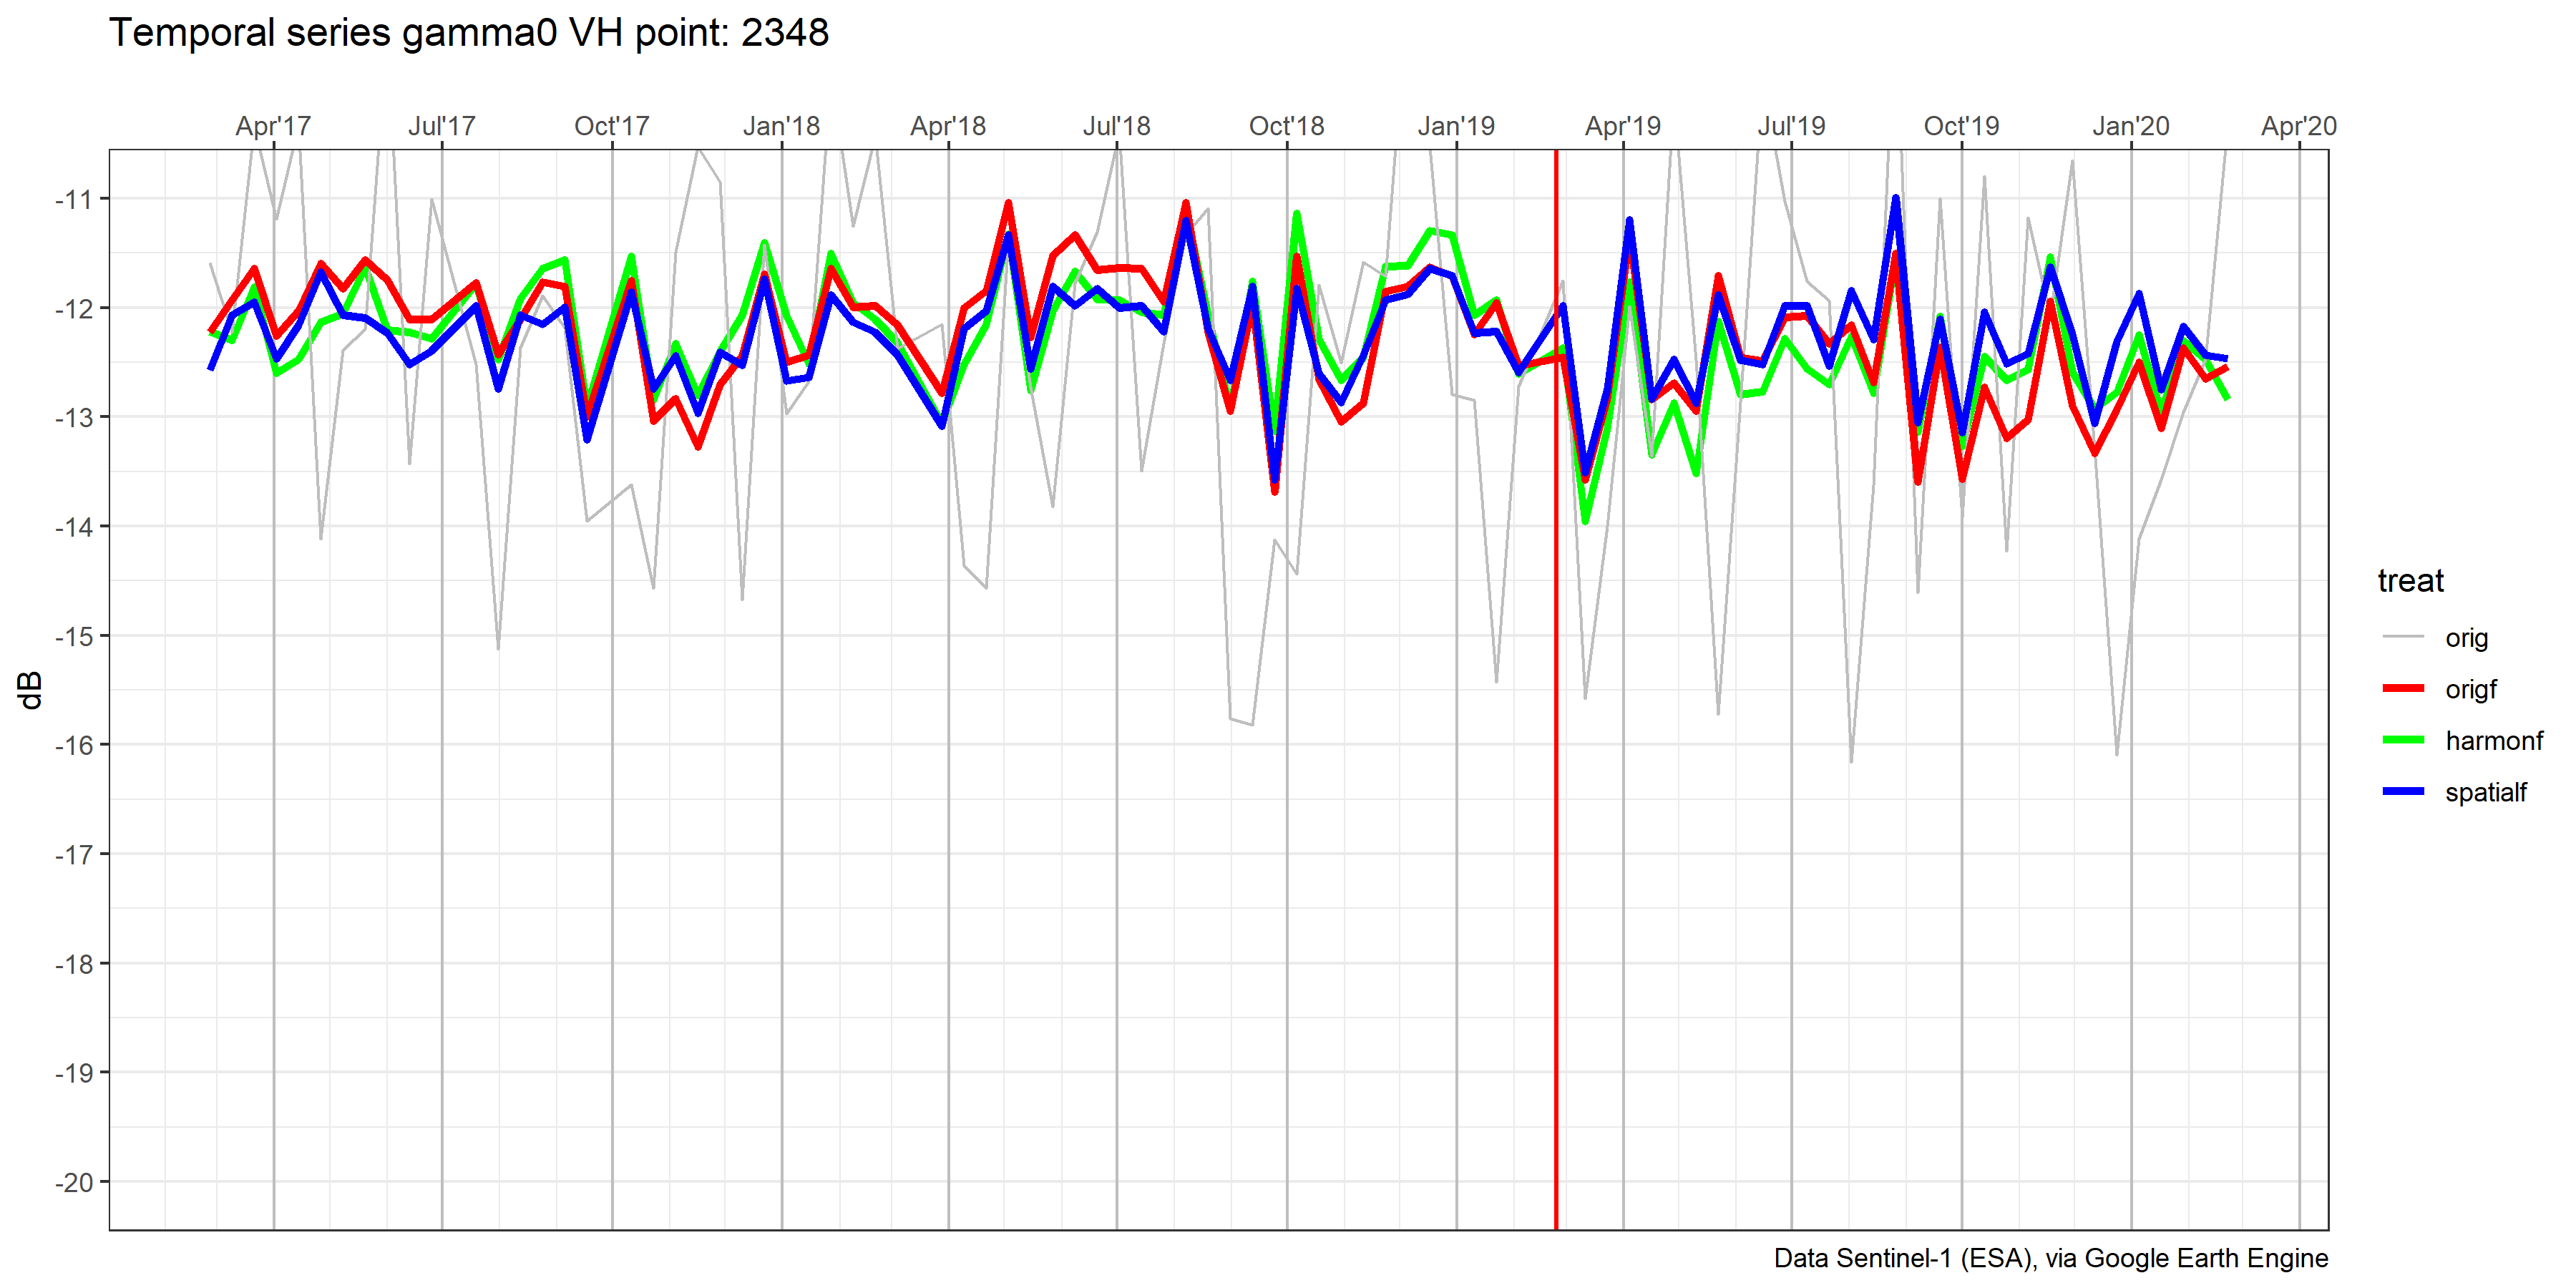 Temporal series gamma0 VH point: 2348
Apr'17 Jul'17 Oct'17 Jan'18 Apr'18 Jul'18 Oct'18 Jan'19 Apr'19 Jul'19 Oct'19 Jan'20 Apr'20
-11
-12
-13
-14
-15
-16
-17
-18
-19
-20
dB
treat
orig
origf
harmonf
spatialf
Data Sentinel-1 (ESA), via Google Earth Engine